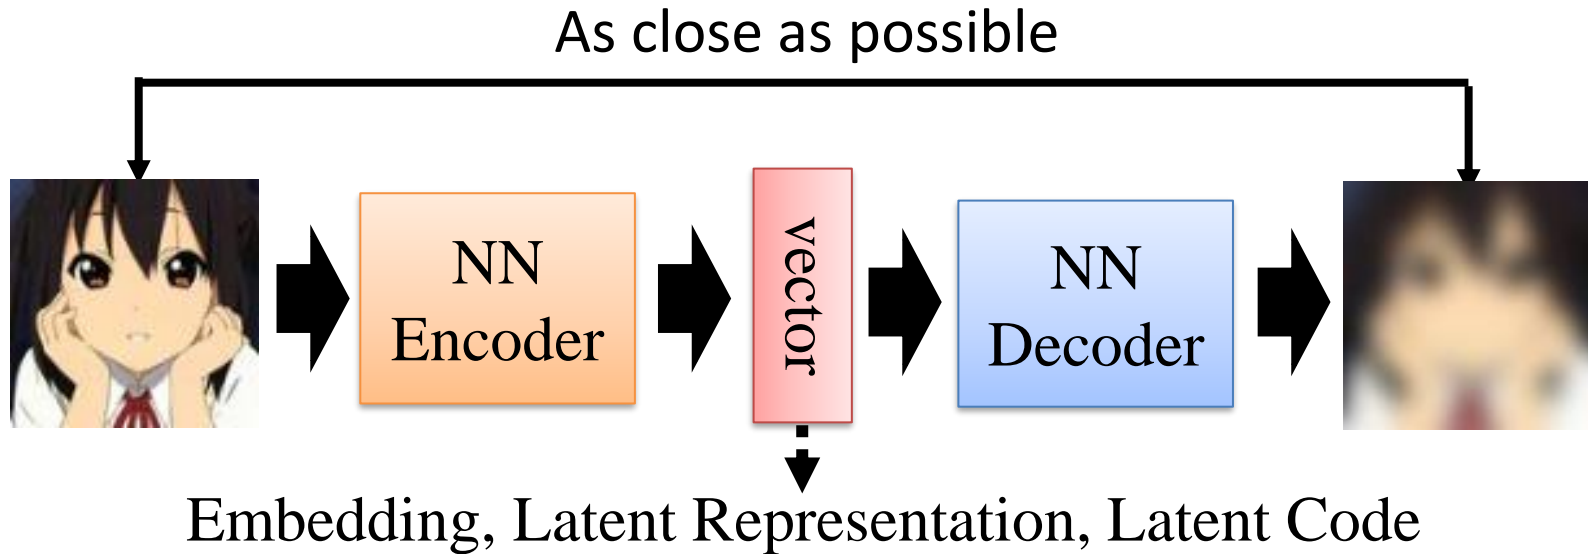 As close as possible
NN
Encoder
vector
NN
Decoder
Embedding, Latent Representation, Latent Code